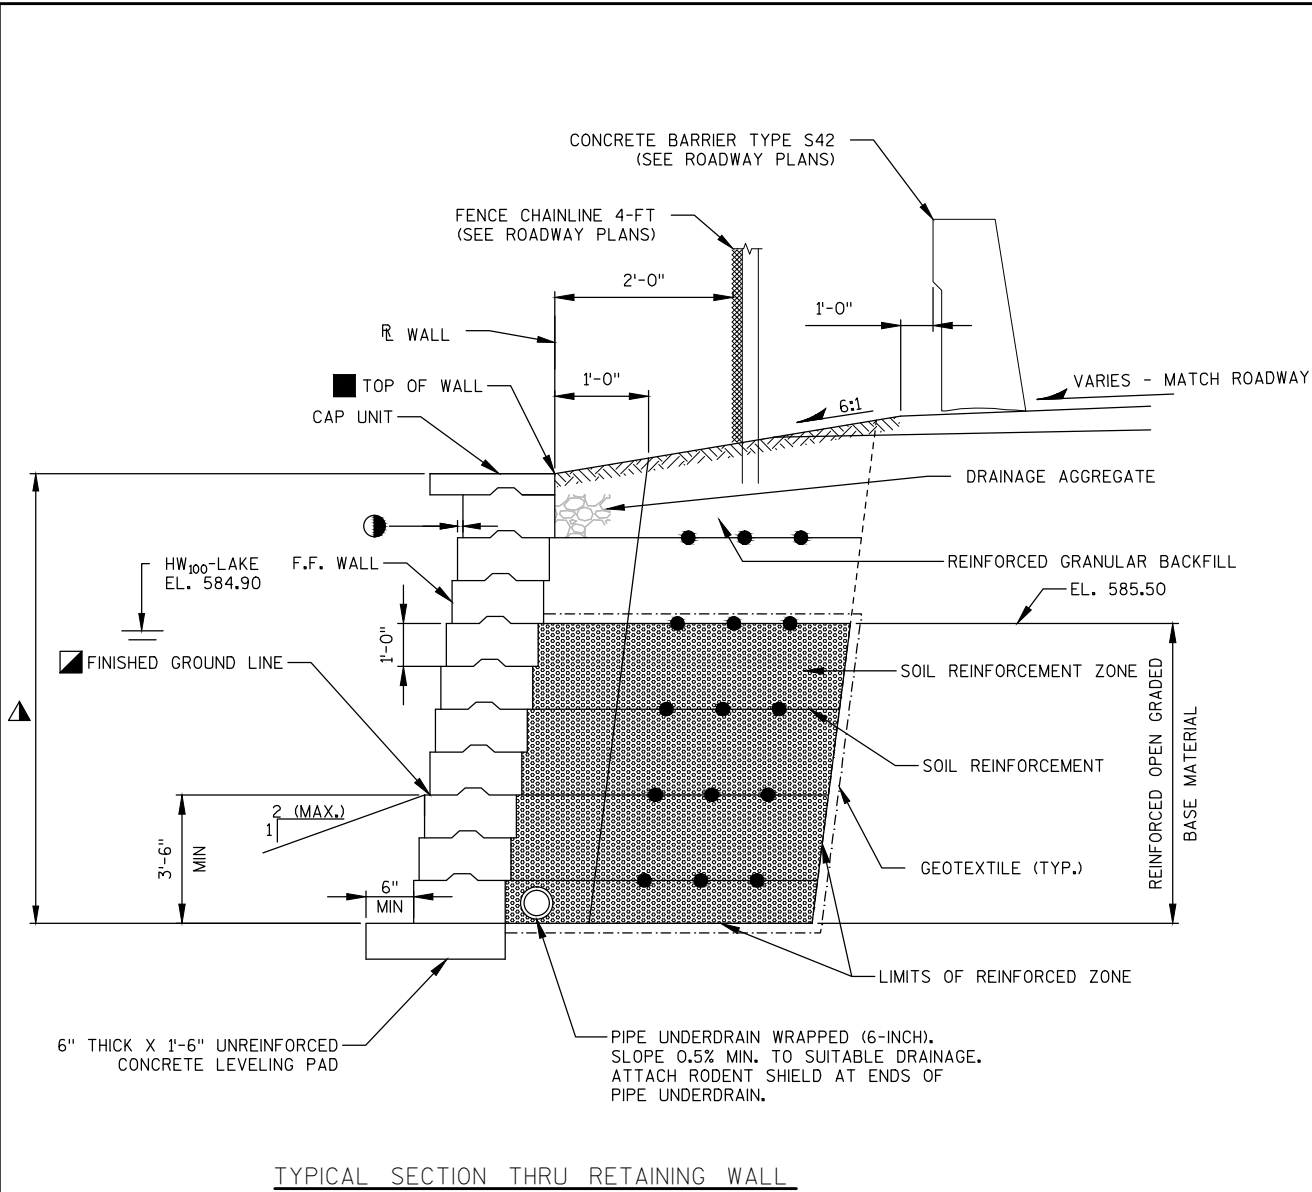 CONCRETE BARRIER TYPE S42
(SEE ROADWAY PLANS)
FENCE CHAINLINE 4-FT
(SEE ROADWAY PLANS)
2'-0"
1'-0"
℞ WALL
TOP OF WALL
1'-0"
VARIES - MATCH ROADWAY
6:1
CAP UNIT
DRAINAGE AGGREGATE
HW100-LAKE
EL. 584.90
F.F. WALL
REINFORCED GRANULAR BACKFILL
EL. 585.50
1'-0"
FINISHED GROUND LINE
SOIL REINFORCEMENT ZONE
SOIL REINFORCEMENT
REINFORCED OPEN GRADED
BASE MATERIAL
2 (MAX.)
1
3'-6"
MIN
GEOTEXTILE (TYP.)
6"
MIN
LIMITS OF REINFORCED ZONE
6" THICK X 1'-6" UNREINFORCED
CONCRETE LEVELING PAD
PIPE UNDERDRAIN WRAPPED (6-INCH).
SLOPE 0.5% MIN. TO SUITABLE DRAINAGE.
ATTACH RODENT SHIELD AT ENDS OF
PIPE UNDERDRAIN.
TYPICAL SECTION THRU RETAINING WALL